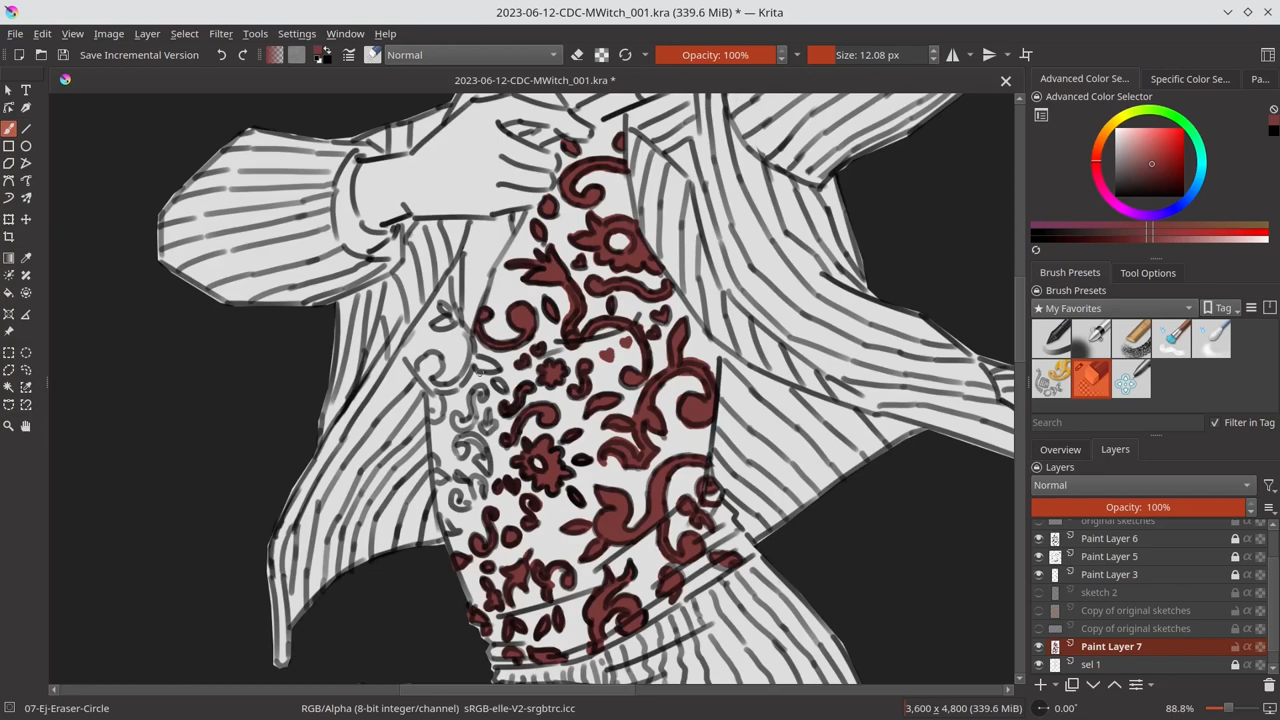 2023-06-12-CDC-MWitch_001.kra (339.6 MiB) * — Krita
File Edit View Image Layer Select Filter Tools Settings Window Help
Save Incremental Version Normal Opacity: 100% Size: 12.08 px
2023-06-12-CDC-MWitch_001.kra (339.6 MiB) *
Advanced Color Se... Specific Color Se... Pa...
Advanced Color Selector
Brush Presets Tool Options
Brush Presets
★ My Favorites Tag
Search Filter in Tag
Overview Layers
Layers
Normal
Opacity: 100%
original sketches
Paint Layer 6
Paint Layer 5
Paint Layer 3
sketch 2
Copy of original sketches
Copy of original sketches
Paint Layer 7
sel 1
07-Ej-Eraser-Circle RGB/Alpha (8-bit integer/channel) sRGB-elle-V2-srgbtrc.icc 3,600 x 4,800 (339.6 MiB) 0.00° 88.8%